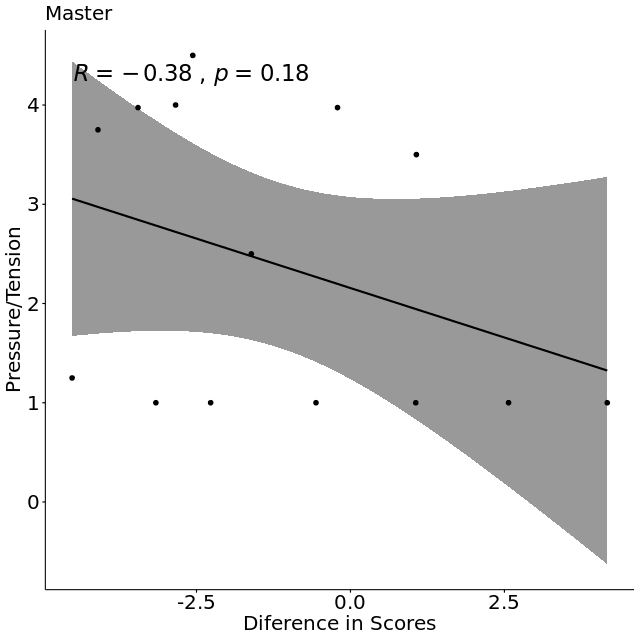 Master
R = −0.38 , p = 0.18
4
3
2
1
0
Pressure/Tension
-2.5 0.0 2.5
Diference in Scores